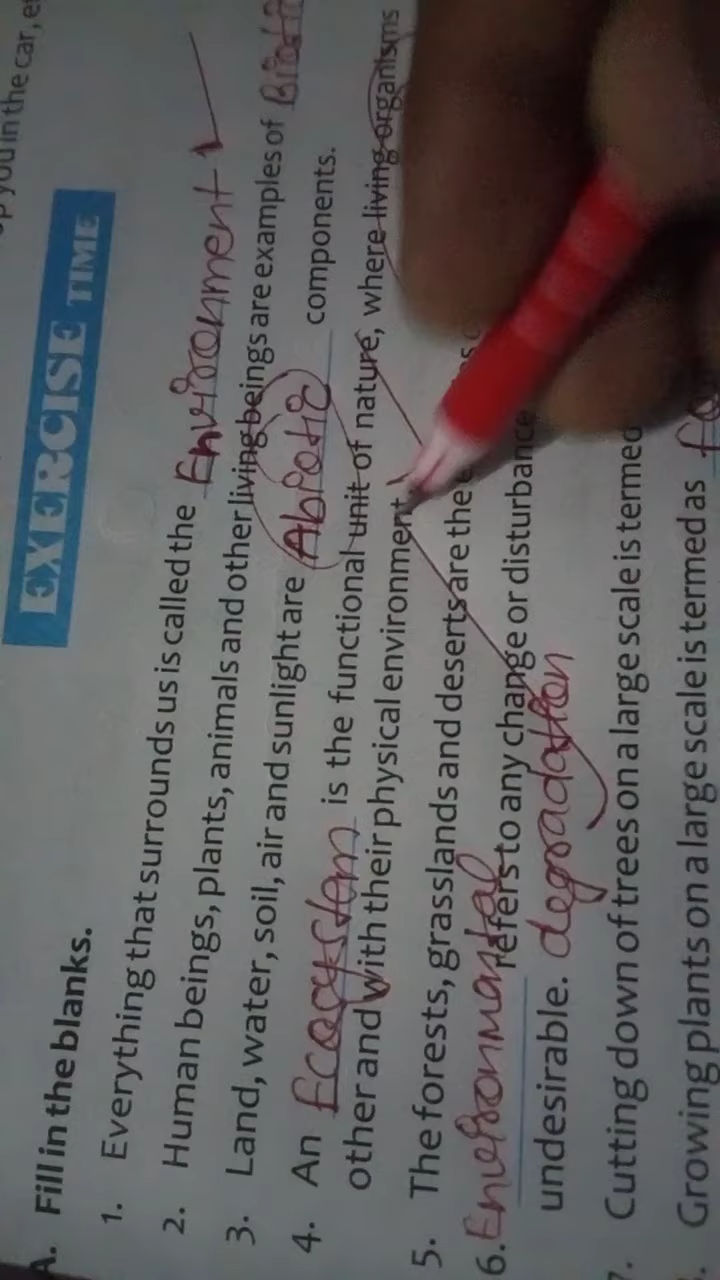 p you in the car, e
EXERCISE TIME
A. Fill in the blanks.
1. Everything that surrounds us is called the Environment
2. Human beings, plants, animals and other living beings are examples of Bioti
3. Land, water, soil, air and sunlight are Abiotic components.
4. An Ecosystem is the functional unit of nature, where living organisms
other and with their physical environment
5. The forests, grasslands and deserts are the
6. Environmental refers to any change or disturbance
undesirable. degradation
7. Cutting down of trees on a large scale is termed
Growing plants on a large scale is termed as